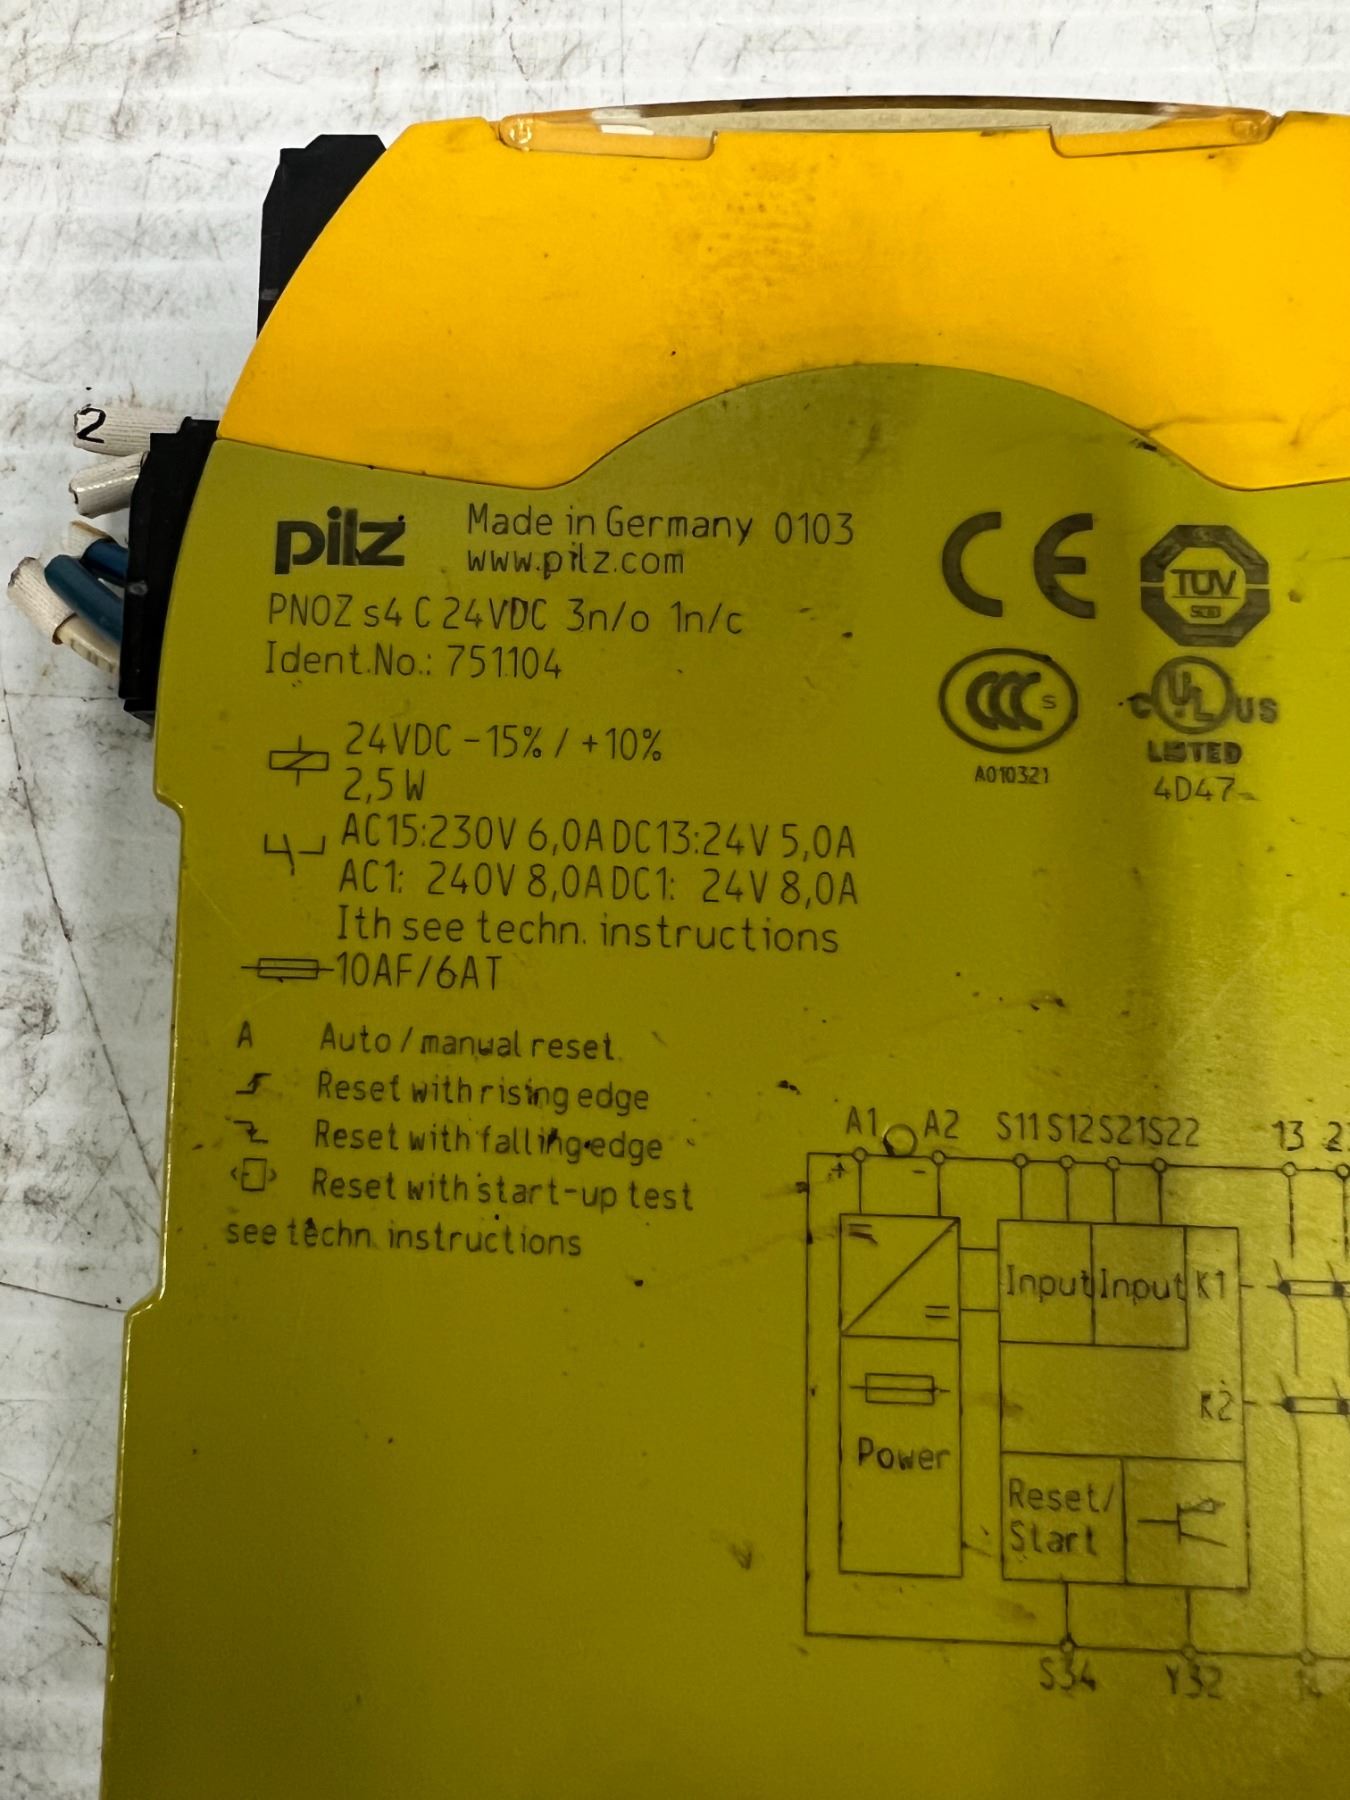 2
pilz Made in Germany 0103
www.pilz.com
PNOZ s4 C 24VDC 3n/o 1n/c
Ident.No.: 751104
CE
TÜV
CCC S
A010321
C UL US
LISTED
4D47
24VDC -15% / +10%
2,5 W
AC15:230V 6,0A DC13:24V 5,0A
AC1: 240V 8,0A DC1: 24V 8,0A
Ith see techn. instructions
10AF/6AT
A Auto / manual reset
Reset with rising edge
Reset with falling edge
Reset with start-up test
see techn. instructions
A1 A2 S11 S12 S21 S22 13
+ -
Input Input K1
K2
Power
Reset/
Start
S34 Y32 14